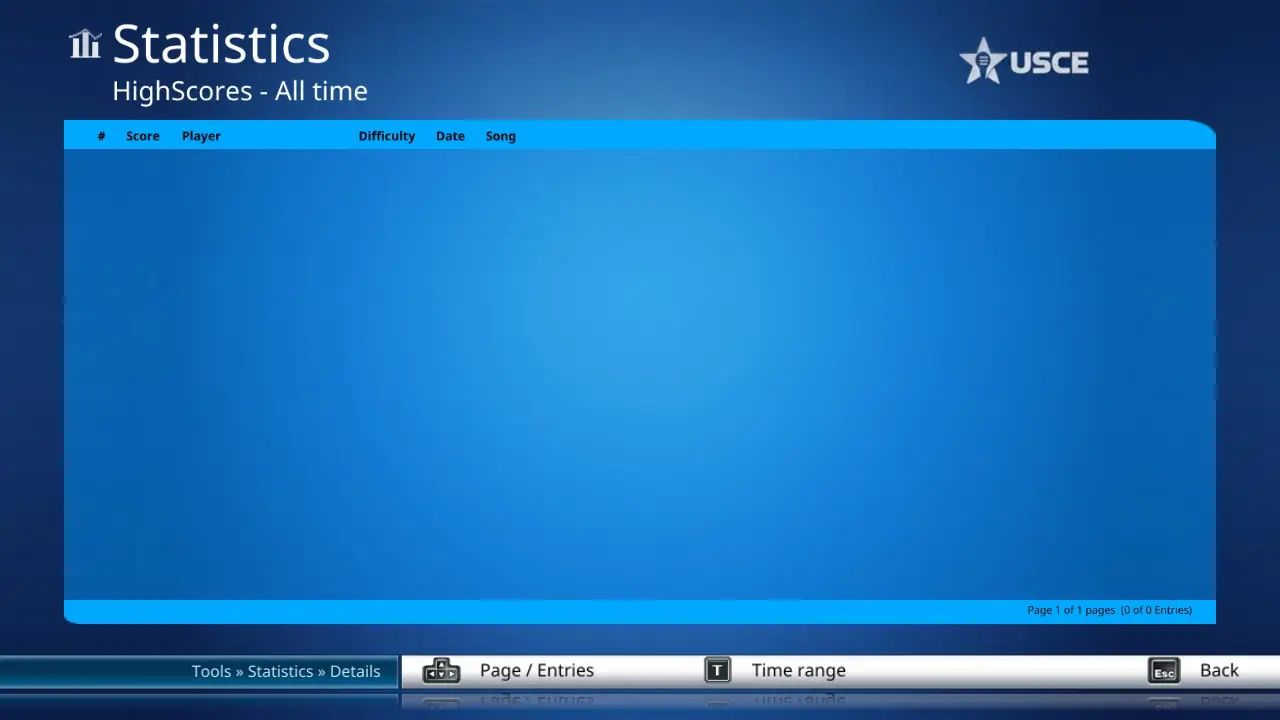 Statistics
HighScores - All time
USCE
# Score Player Difficulty Date Song
Page 1 of 1 pages (0 of 0 Entries)
Tools » Statistics » Details
Page / Entries
T
Time range
Esc
Back